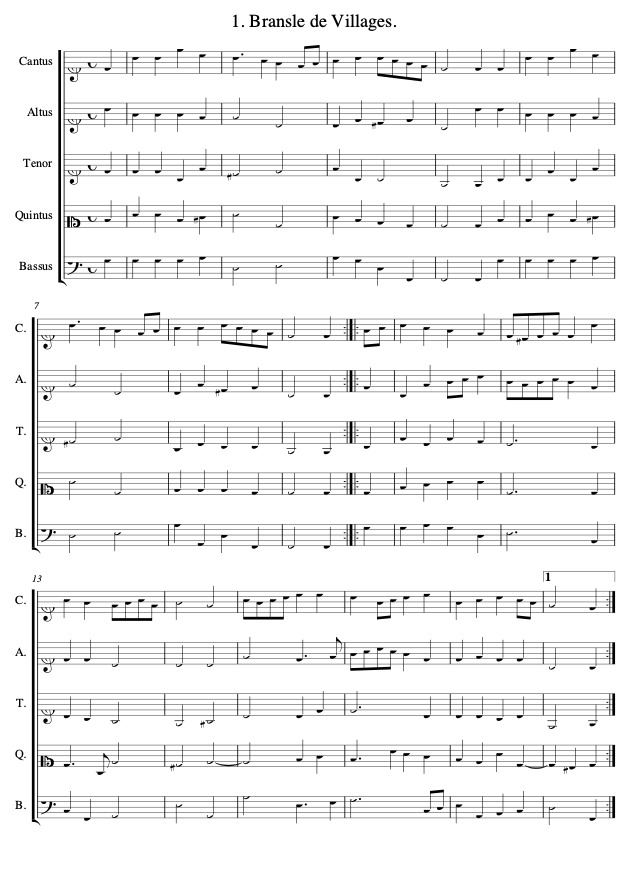 1. Bransle de Villages.
Cantus
Altus
Tenor
Quintus
Bassus
7
C.
A.
T.
Q.
B.
13
1
C.
A.
T.
Q.
B.